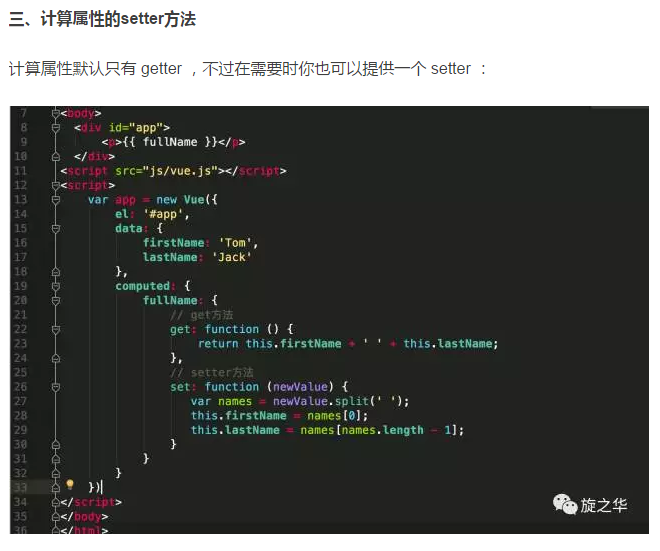 三、计算属性的setter方法
计算属性默认只有 getter ，不过在需要时你也可以提供一个 setter ：
7 <body>
8 <div id="app">
9 <p>{{ fullName }}</p>
10 </div>
11 <script src="js/vue.js"></script>
12 <script>
13 var app = new Vue({
14 el: '#app',
15 data: {
16 firstName: 'Tom',
17 lastName: 'Jack'
18 },
19 computed: {
20 fullName: {
21 // get方法
22 get: function () {
23 return this.firstName + ' ' + this.lastName;
24 },
25 // setter方法
26 set: function (newValue) {
27 var names = newValue.split(' ');
28 this.firstName = names[0];
29 this.lastName = names[names.length - 1];
30 }
31 }
32 }
33 })
34 </script>
35 </body>
36 </html>
旋之华